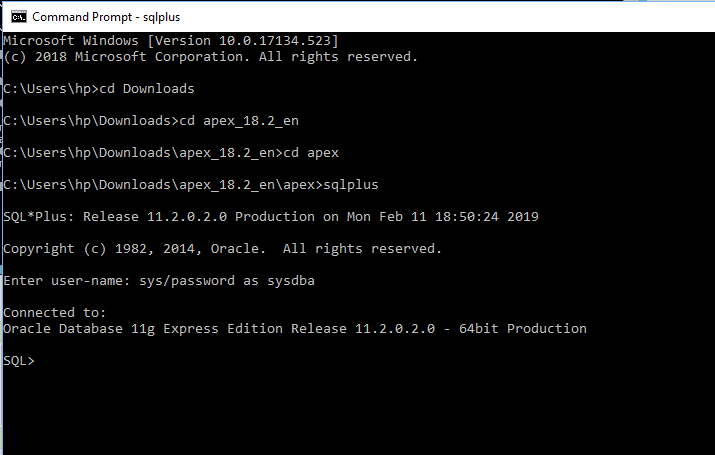 Command Prompt - sqlplus
Microsoft Windows [Version 10.0.17134.523]
(c) 2018 Microsoft Corporation. All rights reserved.
C:\Users\hp>cd Downloads
C:\Users\hp\Downloads>cd apex_18.2_en
C:\Users\hp\Downloads\apex_18.2_en>cd apex
C:\Users\hp\Downloads\apex_18.2_en\apex>sqlplus
SQL*Plus: Release 11.2.0.2.0 Production on Mon Feb 11 18:50:24 2019
Copyright (c) 1982, 2014, Oracle.  All rights reserved.
Enter user-name: sys/password as sysdba
Connected to:
Oracle Database 11g Express Edition Release 11.2.0.2.0 - 64bit Production
SQL>